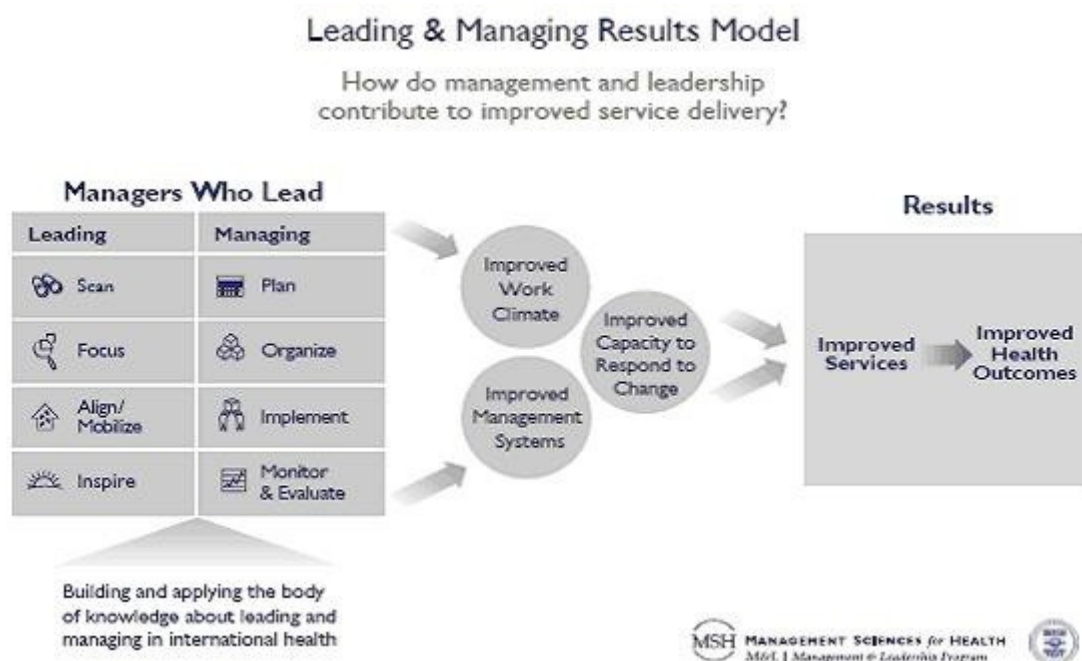 Leading & Managing Results Model
How do management and leadership
contribute to improved service delivery?
Managers Who Lead
Leading
Managing
Scan
Plan
Focus
Organize
Align/
Mobilize
Implement
Inspire
Monitor
& Evaluate
Building and applying the body
of knowledge about leading and
managing in international health
Improved
Work
Climate
Improved
Management
Systems
Improved
Capacity to
Respond to
Change
Results
Improved
Services
Improved
Health
Outcomes
MSH
MANAGEMENT SCIENCES for HEALTH
M&L | Management & Leadership Program